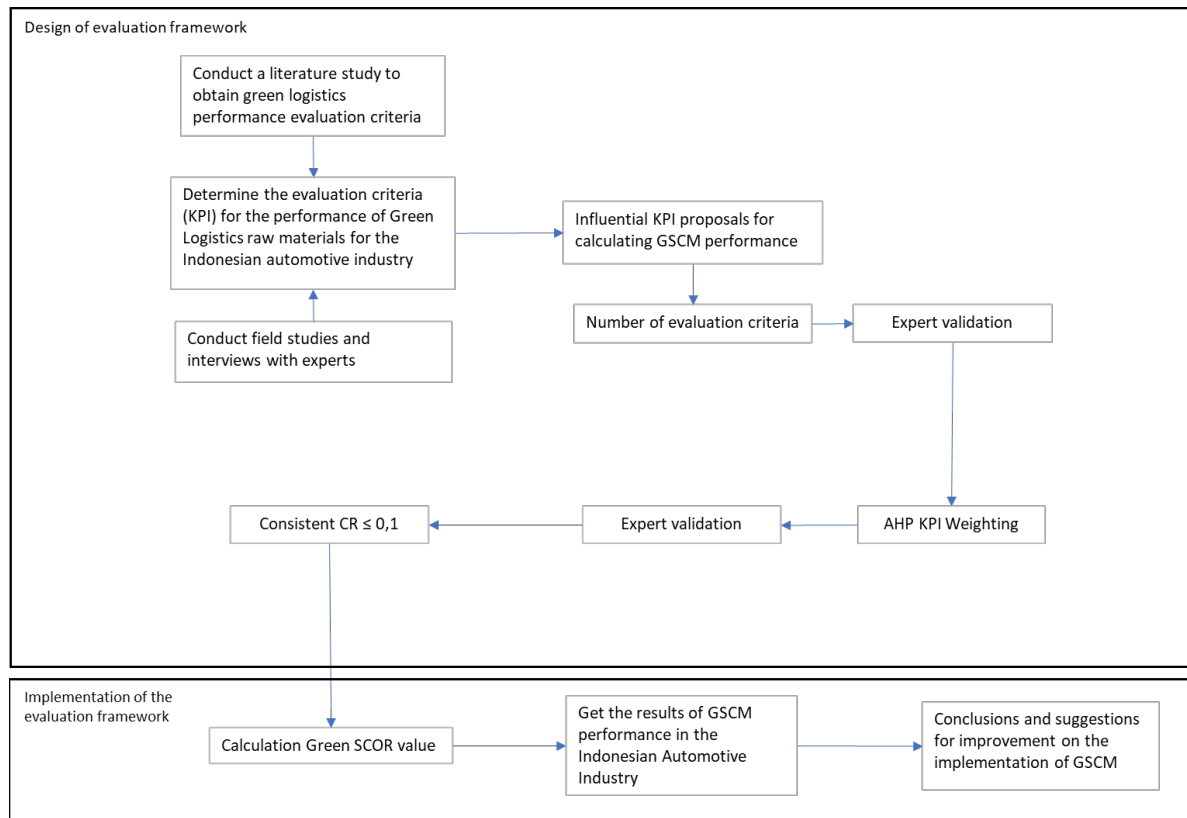 Design of evaluation framework
Conduct a literature study to
obtain green logistics
performance evaluation criteria
Determine the evaluation criteria
(KPI) for the performance of Green
Logistics raw materials for the
Indonesian automotive industry
Influential KPI proposals for
calculating GSCM performance
Conduct field studies and
interviews with experts
Number of evaluation criteria
Expert validation
Consistent CR ≤ 0,1
Expert validation
AHP KPI Weighting
Implementation of the
evaluation framework
Calculation Green SCOR value
Get the results of GSCM
performance in the
Indonesian Automotive
Industry
Conclusions and suggestions
for improvement on the
implementation of GSCM